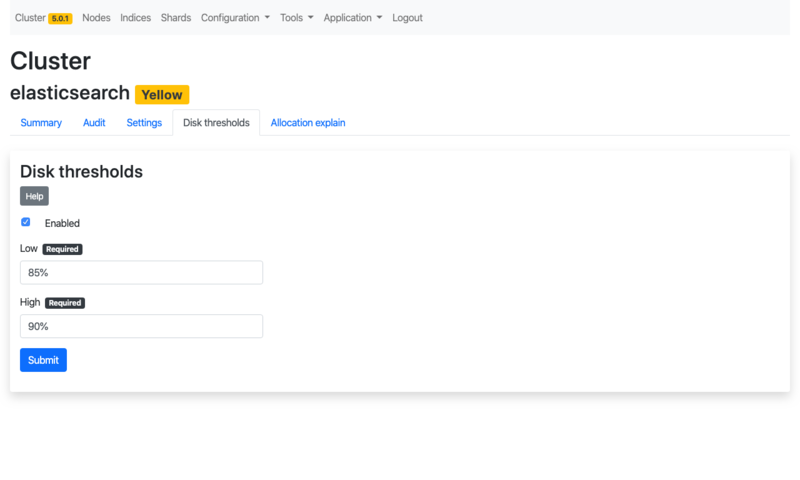 Cluster 5.0.1 Nodes Indices Shards Configuration Tools Application Logout
Cluster
elasticsearch Yellow
Summary Audit Settings Disk thresholds Allocation explain
Disk thresholds
Help
Enabled
Low Required
85%
High Required
90%
Submit